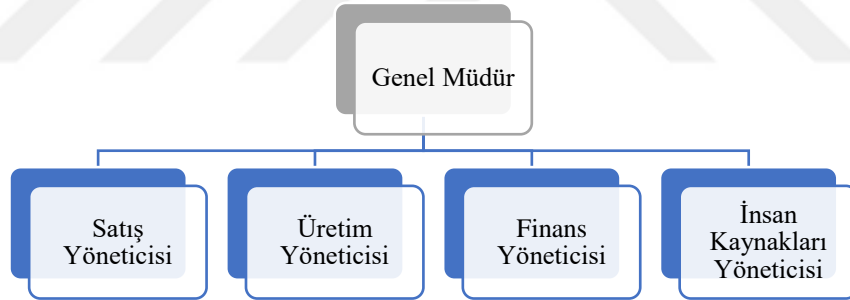 Genel Müdür
Satış
Yöneticisi
Üretim
Yöneticisi
Finans
Yöneticisi
İnsan
Kaynakları
Yöneticisi